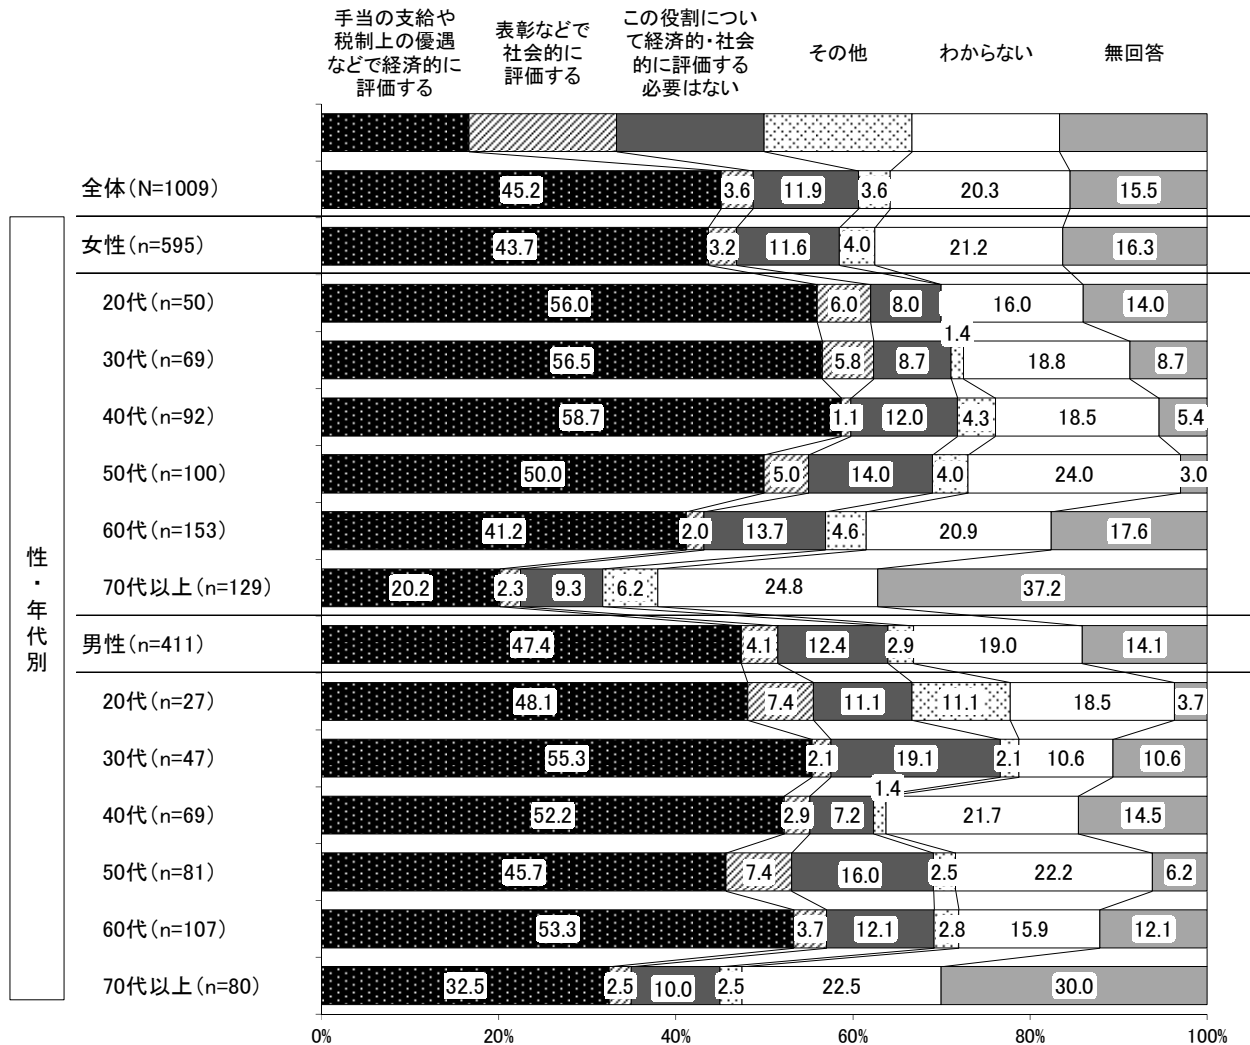 手当の支給や
税制上の優遇
などで経済的に
評価する
表彰などで
社会的に
評価する
この役割につい
て経済的・社会
的に評価する
必要はない
その他
わからない
無回答
全体(N=1009) 45.2 3.6 11.9 3.6 20.3 15.5
女性(n=595) 43.7 3.2 11.6 4.0 21.2 16.3
20代(n=50) 56.0 6.0 8.0 16.0 14.0
30代(n=69) 56.5 5.8 8.7 1.4 18.8 8.7
40代(n=92) 58.7 1.1 12.0 4.3 18.5 5.4
50代(n=100) 50.0 5.0 14.0 4.0 24.0 3.0
60代(n=153) 41.2 2.0 13.7 4.6 20.9 17.6
70代以上(n=129) 20.2 2.3 9.3 6.2 24.8 37.2
男性(n=411) 47.4 4.1 12.4 2.9 19.0 14.1
20代(n=27) 48.1 7.4 11.1 11.1 18.5 3.7
30代(n=47) 55.3 2.1 19.1 2.1 10.6 10.6
40代(n=69) 52.2 2.9 7.2 1.4 21.7 14.5
50代(n=81) 45.7 7.4 16.0 2.5 22.2 6.2
60代(n=107) 53.3 3.7 12.1 2.8 15.9 12.1
70代以上(n=80) 32.5 2.5 10.0 2.5 22.5 30.0
性・年代別
0% 20% 40% 60% 80% 100%